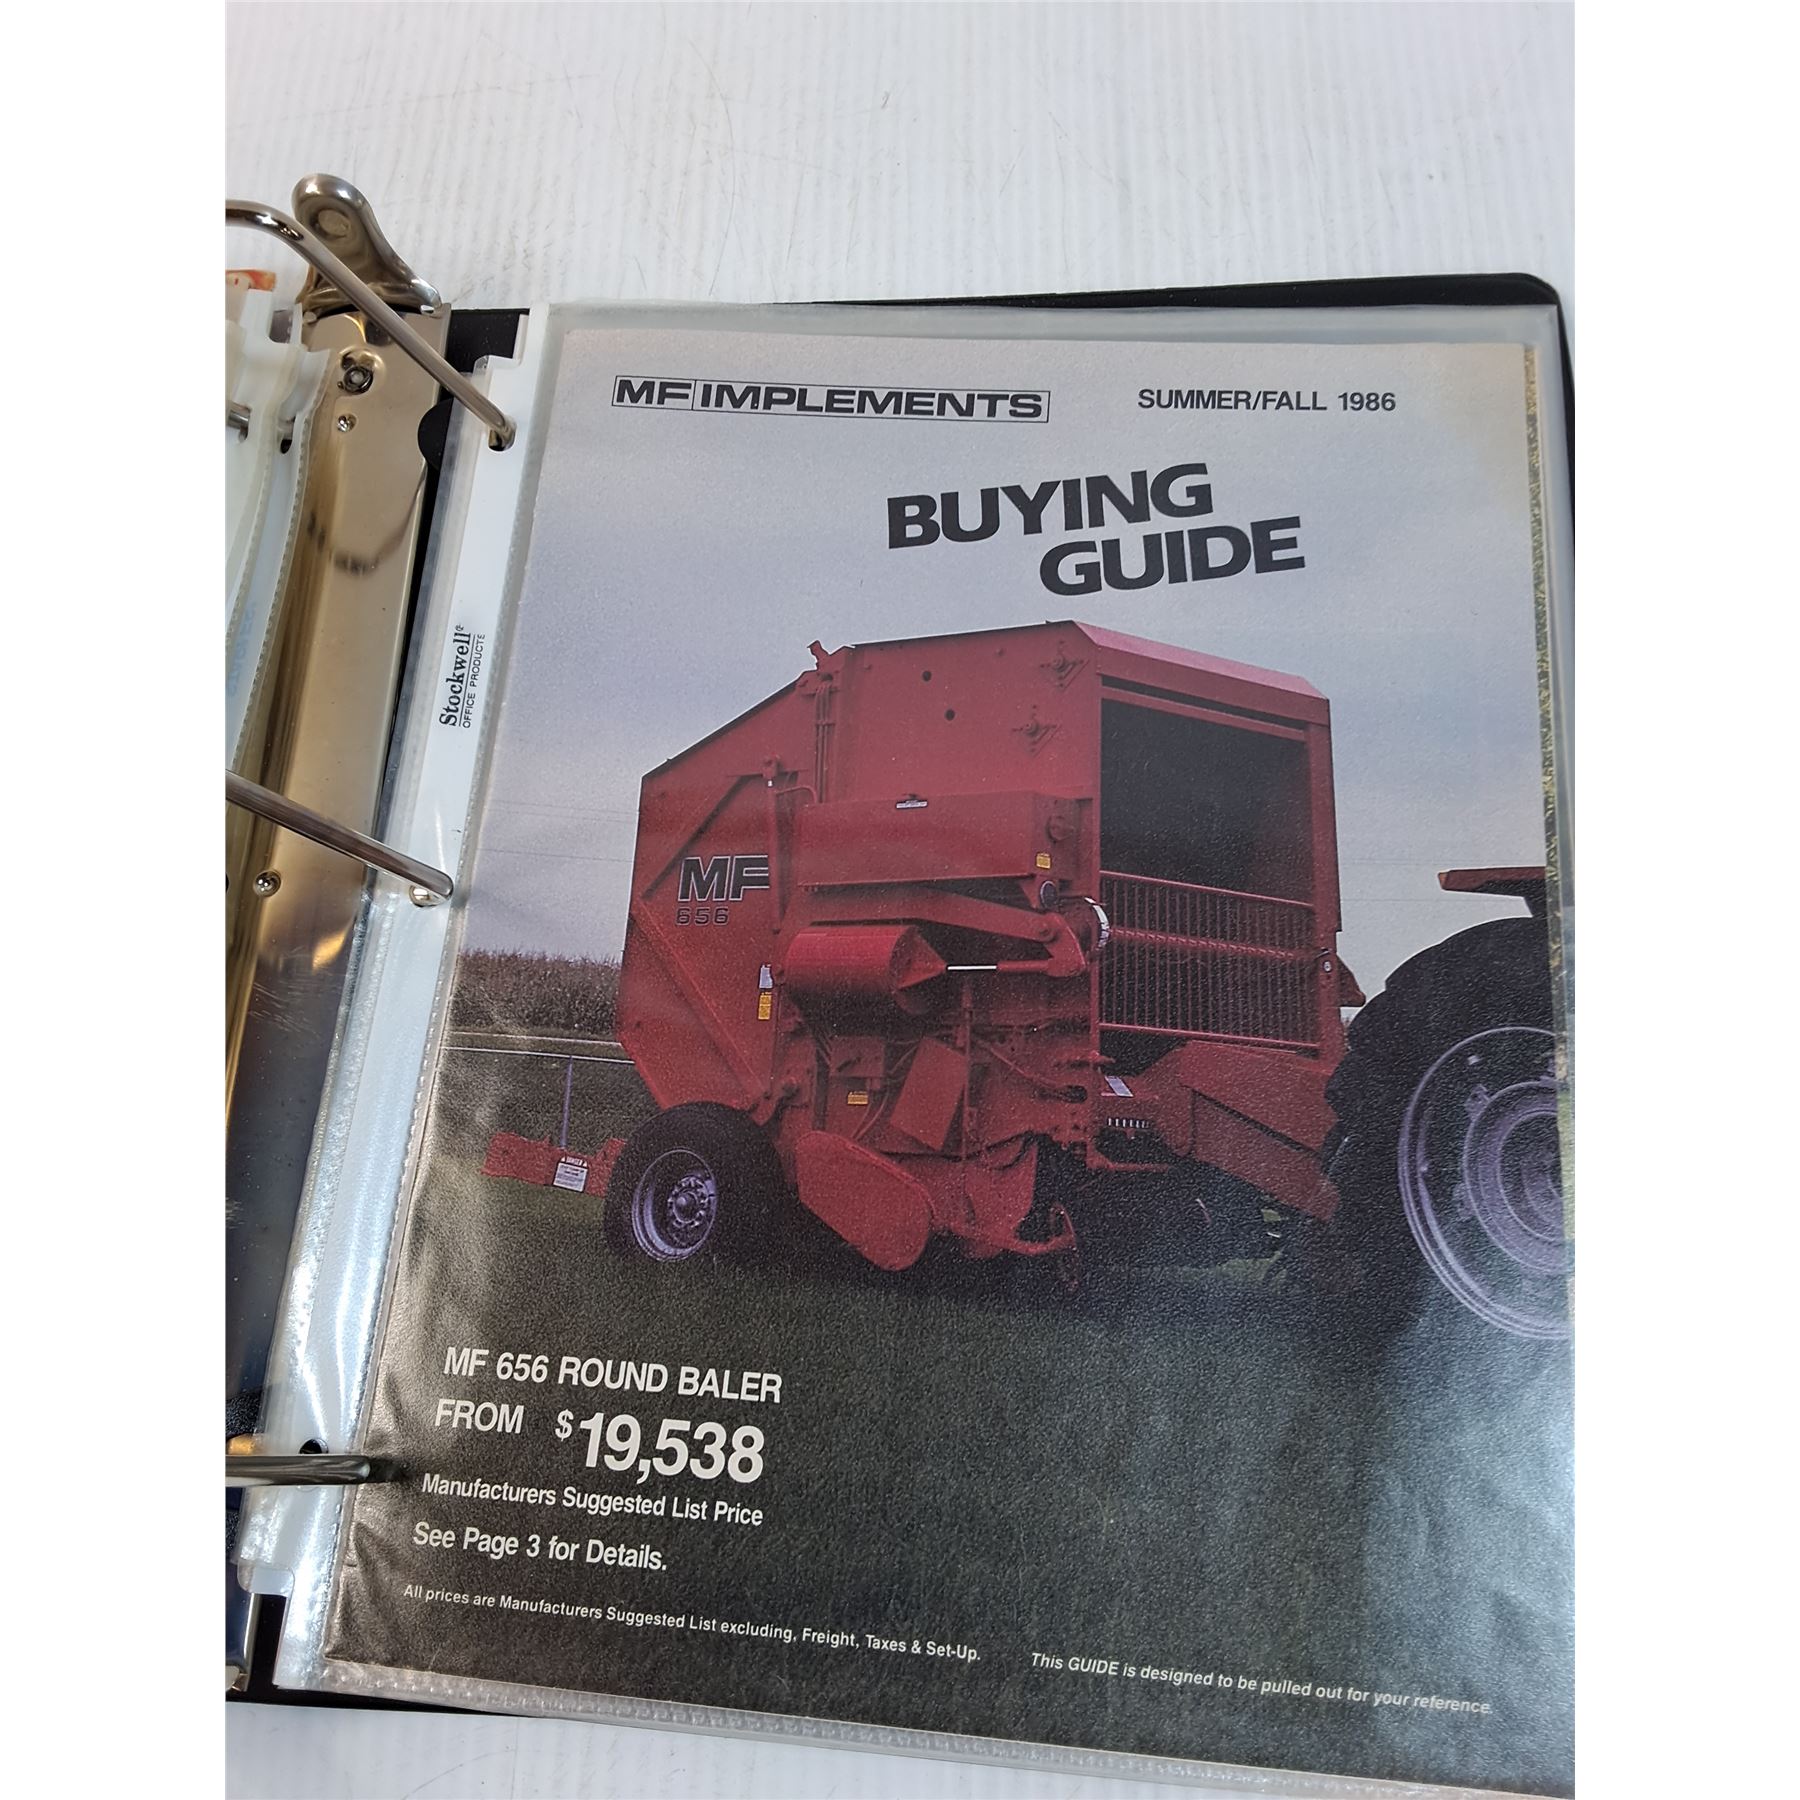 MF IMPLEMENTS
SUMMER/FALL 1986
BUYING
GUIDE
Stockwell
OFFICE PRODUCTS
MF
656
DANGER
MF 656 ROUND BALER
FROM $19,538
Manufacturers Suggested List Price
See Page 3 for Details.
All prices are Manufacturers Suggested List excluding, Freight, Taxes & Set-Up.
This GUIDE is designed to be pulled out for your reference.